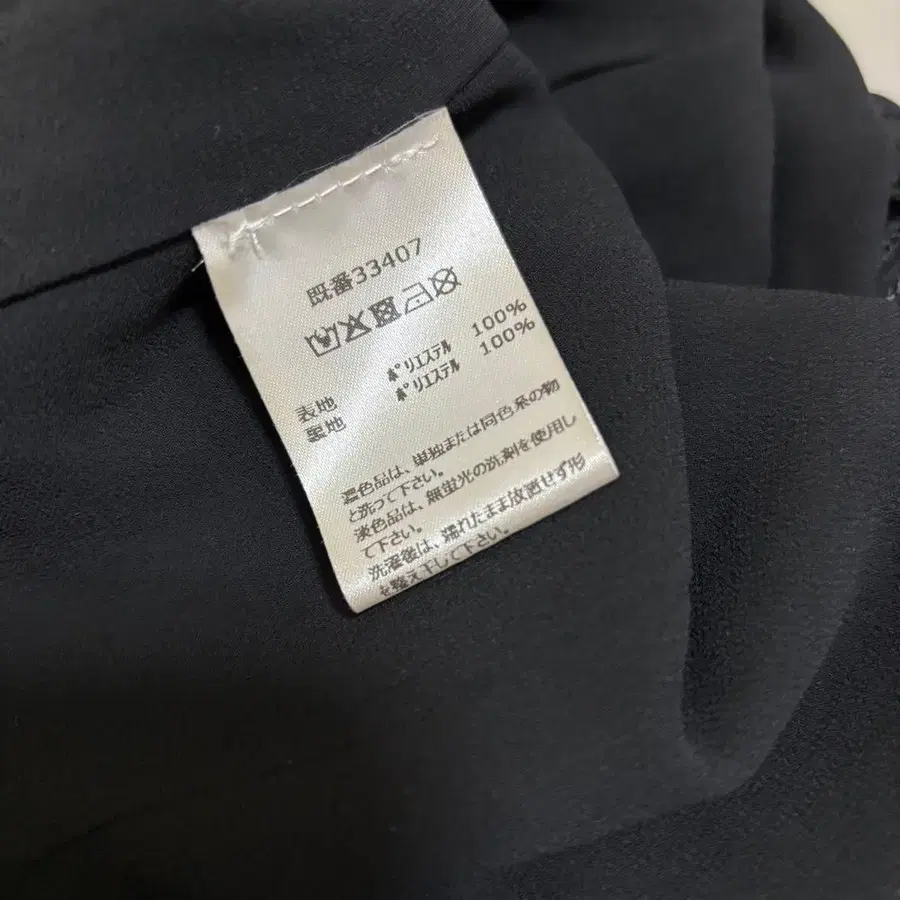 既番33407
表地 ポリエステル 100%
裏地 ポリエステル 100%
濃色品は、単独または同色系の物
と洗って下さい。
淡色品は、無蛍光の洗剤を使用し
て下さい。
洗濯後は、濡れたまま放置せず形
を整え干して下さい。